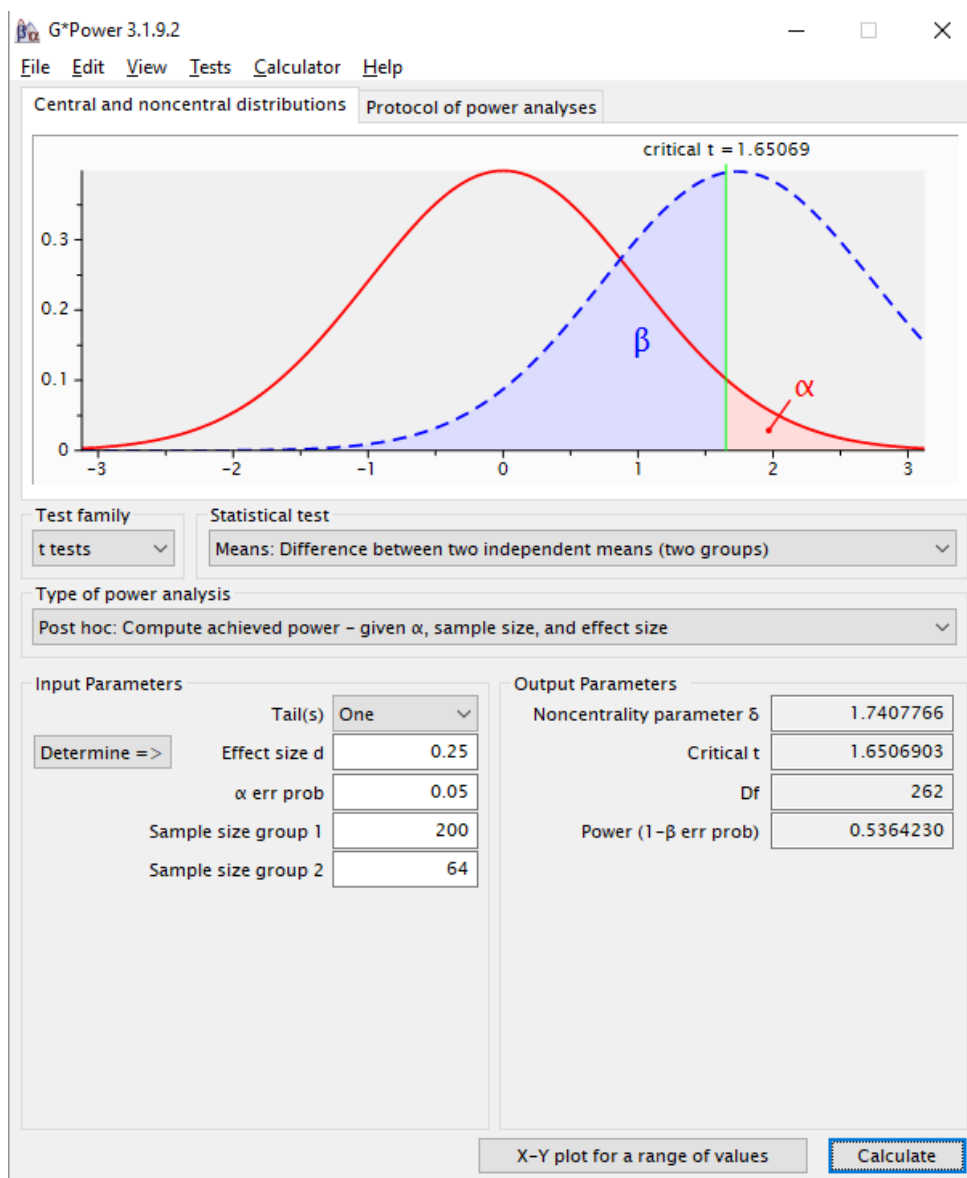 G*Power 3.1.9.2
File Edit View Tests Calculator Help
Central and noncentral distributions Protocol of power analyses
critical t = 1.65069
0.3
0.2
0.1
0
β
α
-3 -2 -1 0 1 2 3
Test family Statistical test
t tests Means: Difference between two independent means (two groups)
Type of power analysis
Post hoc: Compute achieved power – given α, sample size, and effect size
Input Parameters
Tail(s) One
Determine => Effect size d 0.25
α err prob 0.05
Sample size group 1 200
Sample size group 2 64
Output Parameters
Noncentrality parameter δ 1.7407766
Critical t 1.6506903
Df 262
Power (1-β err prob) 0.5364230
X-Y plot for a range of values Calculate